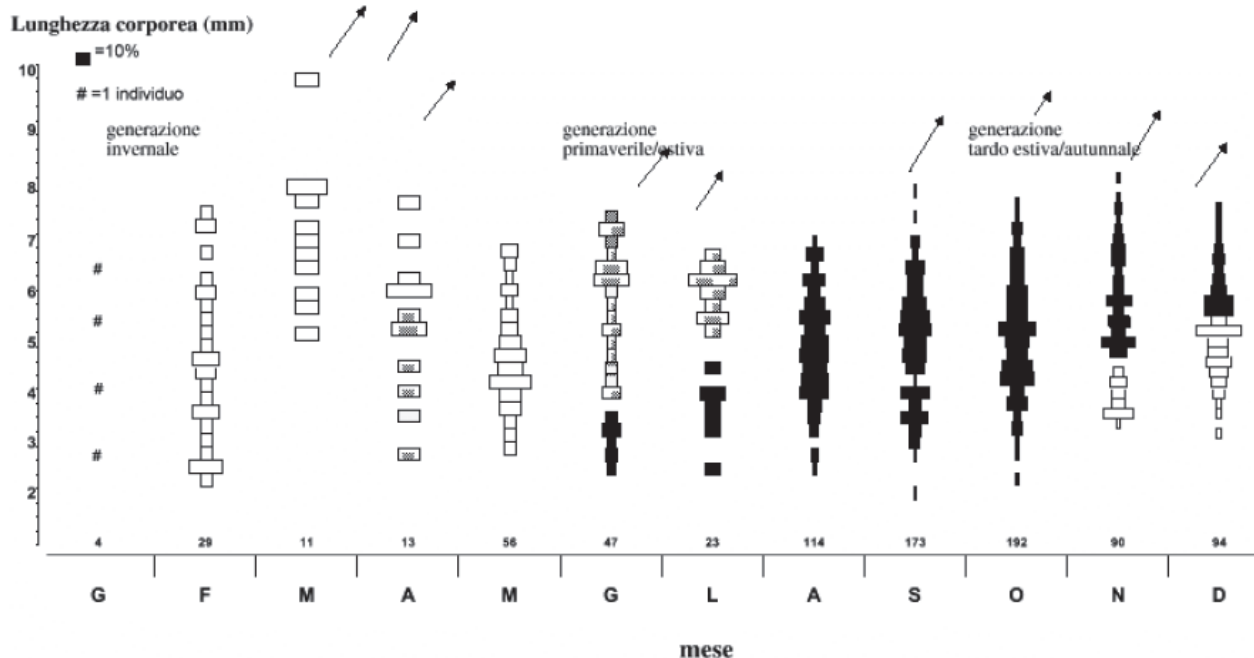 Lunghezza corporea (mm)
=10%
# =1 individuo
generazione
invernale
generazione
primaverile/estiva
generazione
tardo estiva/autunnale
10
9
8
7
6
5
4
3
2
#
#
#
#
4 29 11 13 56 47 23 114 173 192 90 94
G F M A M G L A S O N D
mese